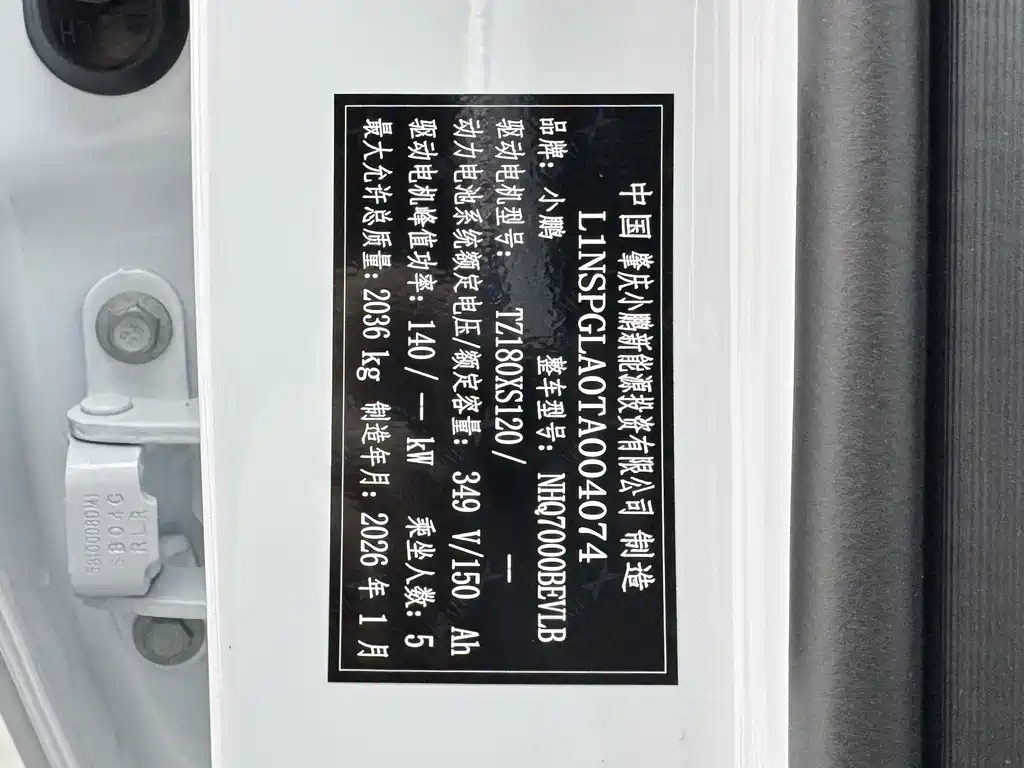 中国 肇庆小鹏新能源投资有限公司 制造
L1NSPGLA0TA004074
品牌: 小鹏 整车型号: NHQ7000BEVLB
驱动电机型号: TZ180XS120/ --
动力电池系统额定电压/额定容量: 349 V/150 Ah
驱动电机峰值功率: 140/ -- kW 乘坐人数: 5
最大允许总质量: 2036 kg 制造年月: 2026 年 1 月
SB04G
RLR